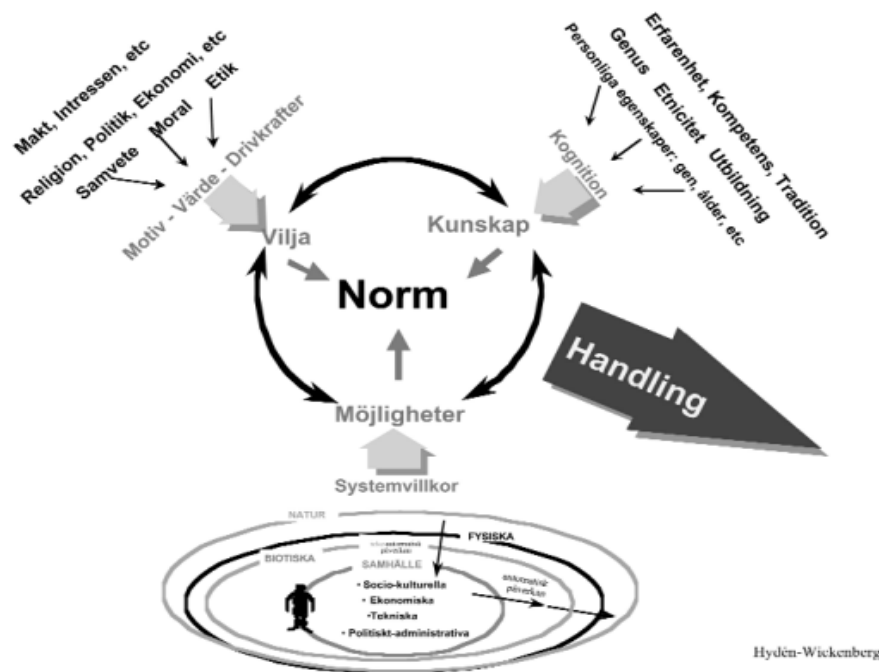 Makt, Intressen, etc
Religion, Politik, Ekonomi, etc
Samvete Moral Etik
Motiv - Värde - Drivkrafter
Vilja
Erfarenhet, Kompetens, Tradition
Genus Etnicitet Utbildning
Personliga egenskaper: gen, ålder, etc
Kognition
Kunskap
Norm
Handling
Möjligheter
Systemvillkor
NATUR
FYSISKA
BIOTISKA
påverkan
SAMHÄLLE
• Socio-kulturella
• Ekonomiska
•Tekniska
• Politiskt-administrativa
påverkan
Hydén-Wickenberg